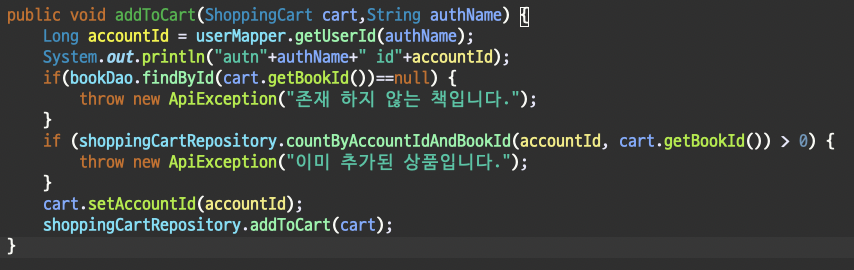 public void addToCart(ShoppingCart cart,String authName) {
Long accountId = userMapper.getUserId(authName);
System.out.println("autn"+authName+" id"+accountId);
if(bookDao.findById(cart.getBookId())==null) {
throw new ApiException("존재 하지 않는 책입니다.");
}
if (shoppingCartRepository.countByAccountIdAndBookId(accountId, cart.getBookId()) > 0) {
throw new ApiException("이미 추가된 상품입니다.");
}
cart.setAccountId(accountId);
shoppingCartRepository.addToCart(cart);
}